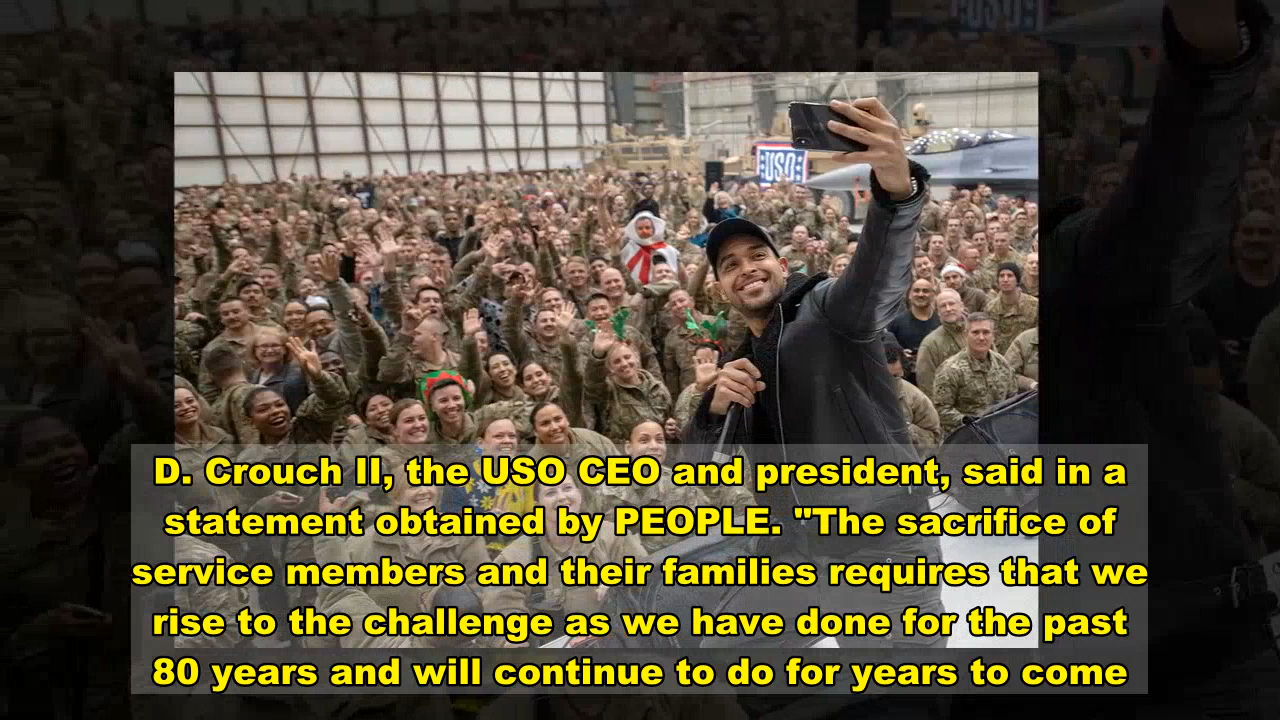 USO
D. Crouch II, the USO CEO and president, said in a
statement obtained by PEOPLE. "The sacrifice of
service members and their families requires that we
rise to the challenge as we have done for the past
80 years and will continue to do for years to come